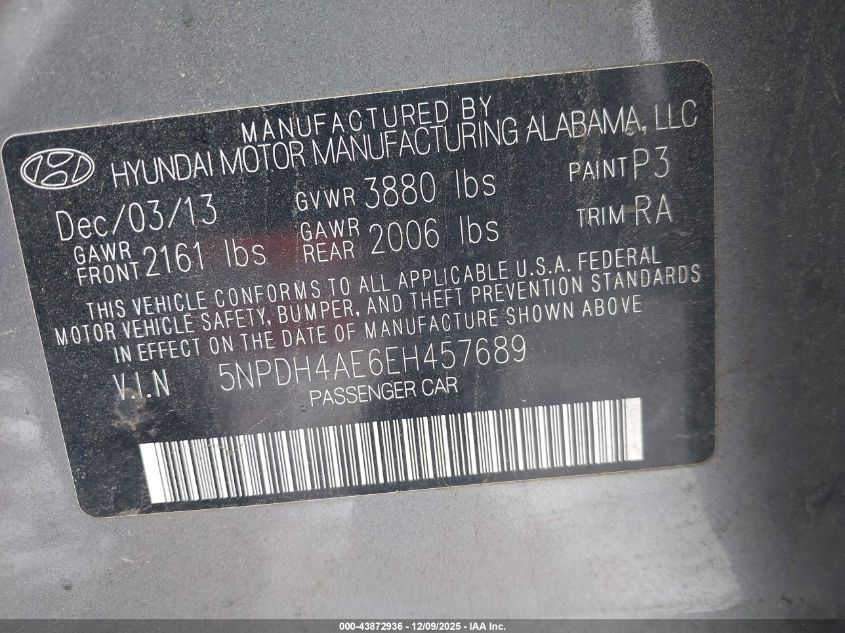 MANUFACTURED BY
HYUNDAI MOTOR MANUFACTURING ALABAMA, LLC
Dec/03/13 GVWR 3880 lbs PAINT P3
GAWR FRONT 2161 lbs GAWR REAR 2006 lbs TRIM RA
THIS VEHICLE CONFORMS TO ALL APPLICABLE U.S.A. FEDERAL
MOTOR VEHICLE SAFETY, BUMPER, AND THEFT PREVENTION STANDARDS
IN EFFECT ON THE DATE OF MANUFACTURE SHOWN ABOVE
V.I.N 5NPDH4AE6EH457689
PASSENGER CAR
000-43872936 - 12/09/2025 - IAA Inc.